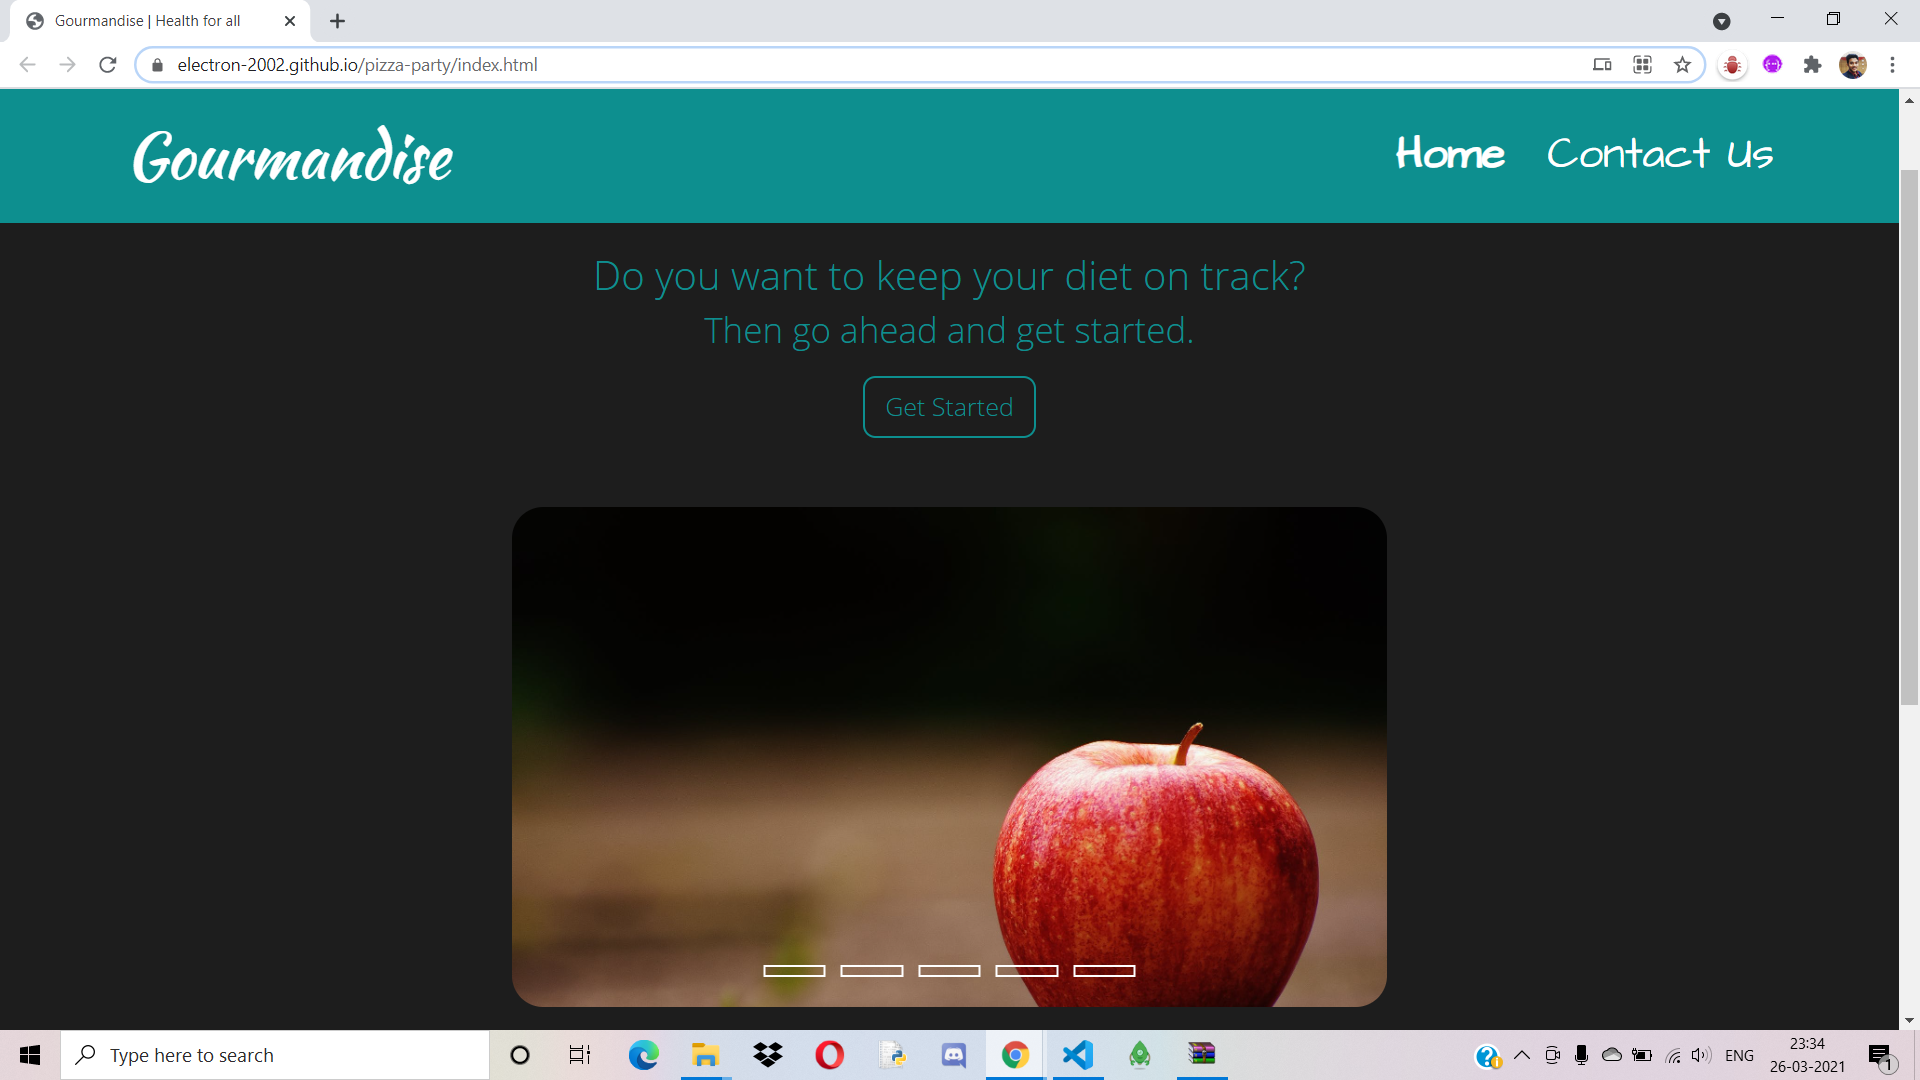 Gourmandise | Health for all
electron-2002.github.io/pizza-party/index.html
Gourmandise
Home
Contact Us
Do you want to keep your diet on track?
Then go ahead and get started.
Get Started
Type here to search
ENG
23:34
26-03-2021
1